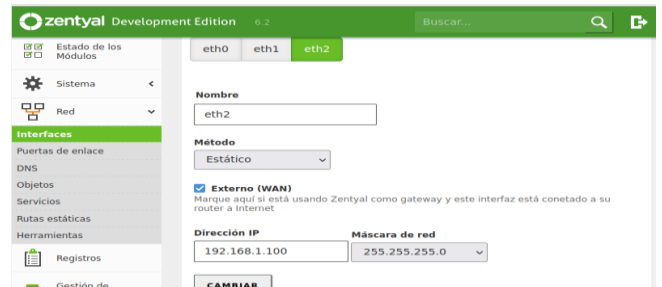 zentyal Development Edition 6.2 Buscar...
Estado de los
Módulos
Sistema
Red
Interfaces
Puertas de enlace
DNS
Objetos
Servicios
Rutas estáticas
Herramientas
Registros
Gestión de
eth0 eth1 eth2
Nombre
eth2
Método
Estático
Externo (WAN)
Marque aquí si está usando Zentyal como gateway y este interfaz está conetado a su
router a Internet
Dirección IP Máscara de red
192.168.1.100 255.255.255.0
CAMBIAR